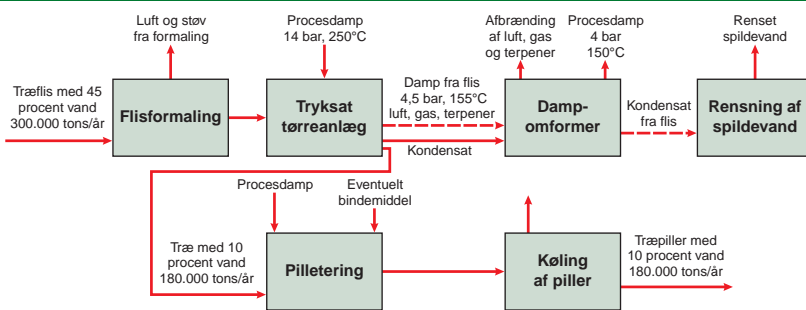 Luft og støv
fra formaling
Procesdamp
14 bar, 250°C
Afbrænding
af luft, gas
og terpener
Procesdamp
4 bar
150°C
Renset
spildevand
Træflis med 45
procent vand
300.000 tons/år
Flisformaling
Tryksat
tørreanlæg
Damp fra flis
4,5 bar, 155°C
luft, gas, terpener
Kondensat
Damp-
omformer
Kondensat
fra flis
Rensning af
spildevand
Træ med 10
procent vand
180.000 tons/år
Procesdamp
Eventuelt
bindemiddel
Pilletering
Køling
af piller
Træpiller med
10 procent vand
180.000 tons/år